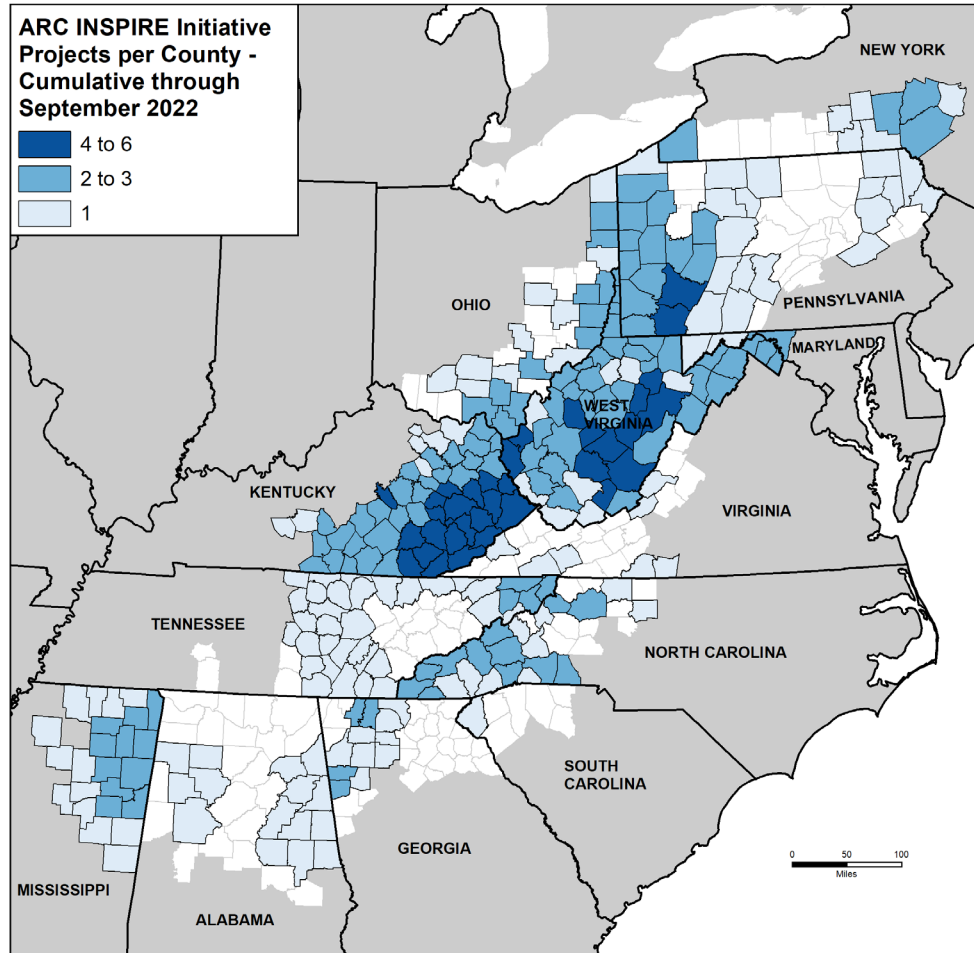 ARC INSPIRE Initiative
Projects per County -
Cumulative through
September 2022
4 to 6
2 to 3
1
NEW YORK
OHIO
PENNSYLVANIA
MARYLAND
WEST
VIRGINIA
KENTUCKY
VIRGINIA
TENNESSEE
NORTH CAROLINA
SOUTH
CAROLINA
GEORGIA
MISSISSIPPI
ALABAMA
0 50 100
Miles